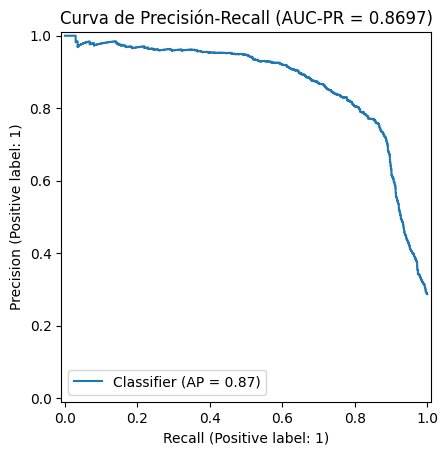 Curva de Precisión-Recall (AUC-PR = 0.8697)
1.0
0.8
0.6
0.4
0.2
0.0
Precision (Positive label: 1)
Classifier (AP = 0.87)
0.0 0.2 0.4 0.6 0.8 1.0
Recall (Positive label: 1)